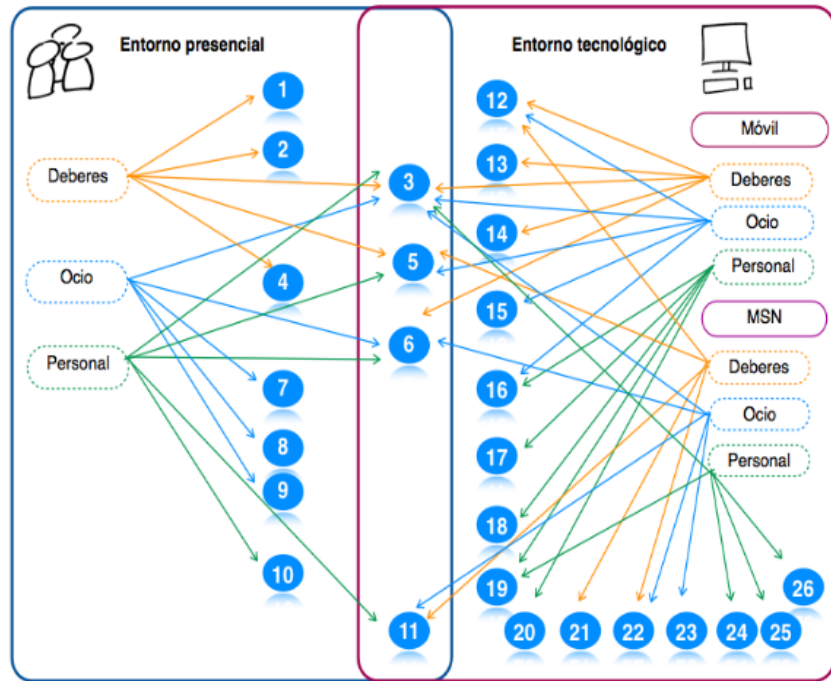 Entorno presencial
Entorno tecnológico
1
12
Móvil
2
13
Deberes
3
Deberes
14
Ocio
Ocio
4
5
Personal
15
MSN
Personal
6
Deberes
7
16
Ocio
8
17
Personal
9
18
10
19
26
11
20
21
22
23
24
25